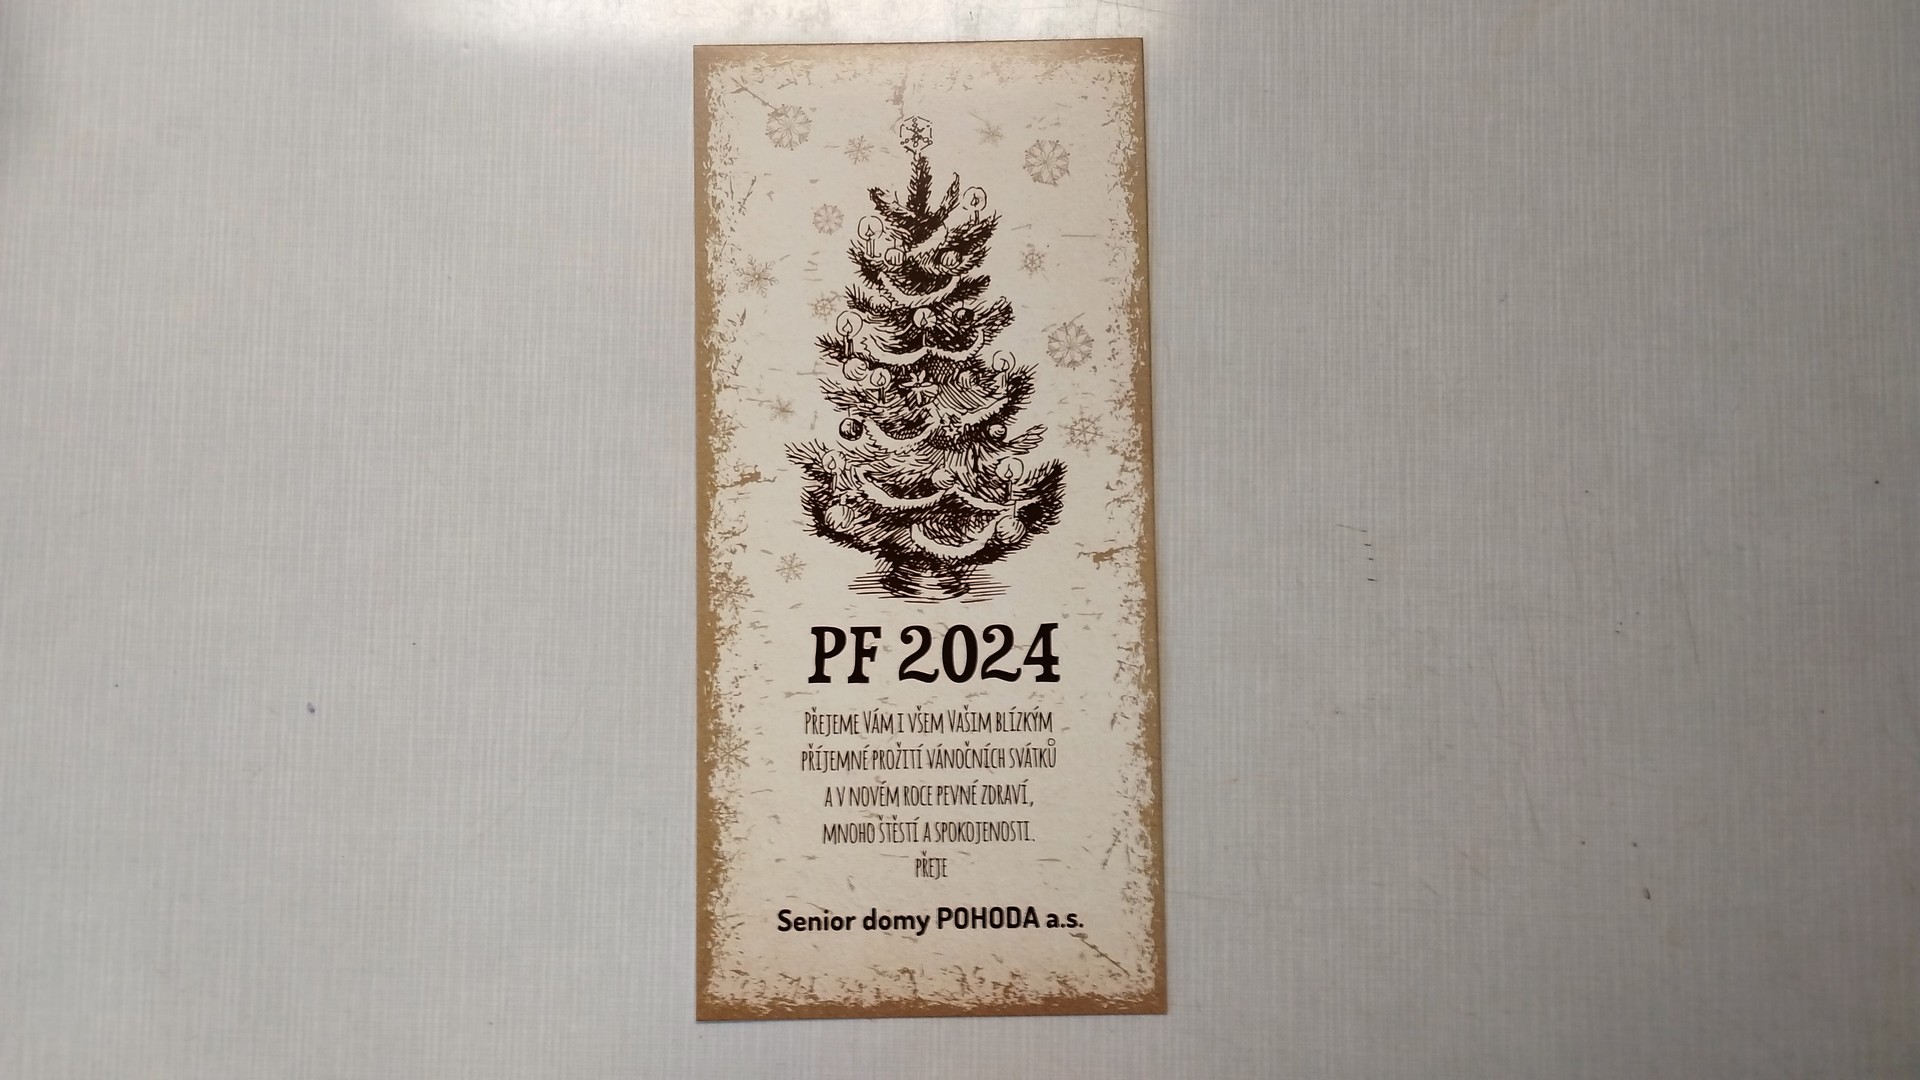 PF 2024
Přejeme Vám i všem Vašim blízkým
příjemné prožití vánočních svátků
a v novém roce pevné zdraví,
mnoho štěstí a spokojenosti.
přeje
Senior domy POHODA a.s.